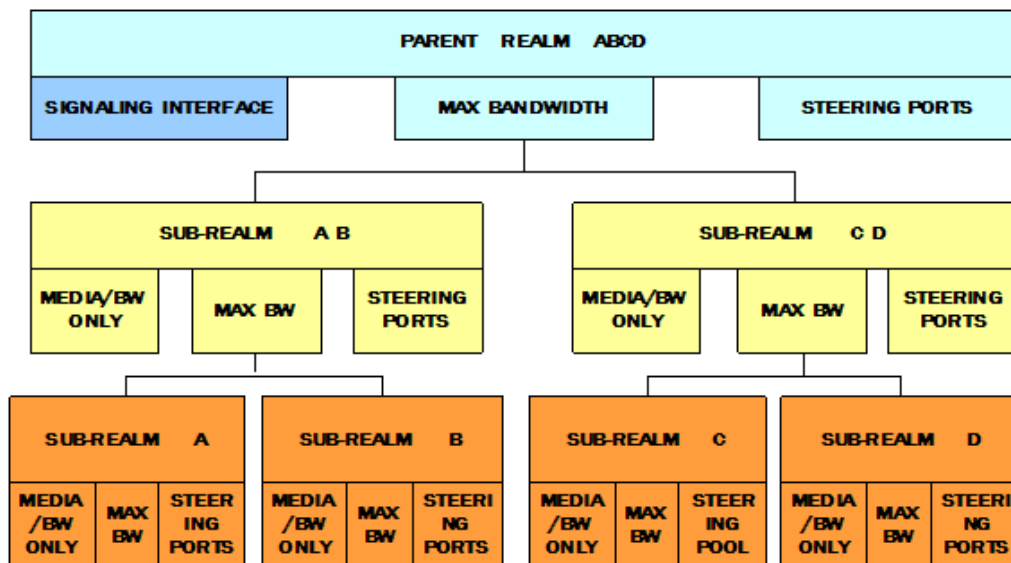 PARENT REALM ABCD
SIGNALING INTERFACE
MAX BANDWIDTH
STEERING PORTS
SUB-REALM A B
SUB-REALM C D
MEDIA/BW
ONLY
MAX BW
STEERING
PORTS
MEDIA/BW
ONLY
MAX BW
STEERING
PORTS
SUB-REALM A
SUB-REALM B
SUB-REALM C
SUB-REALM D
MEDIA
/BW
ONLY
MAX
BW
STEER
ING
PORTS
MEDIA
/BW
ONLY
MAX
BW
STEERI
NG
PORTS
MEDIA
/BW
ONLY
MAX
BW
STEER
ING
POOL
MEDIA
/BW
ONLY
MAX
BW
STEERI
NG
PORTS